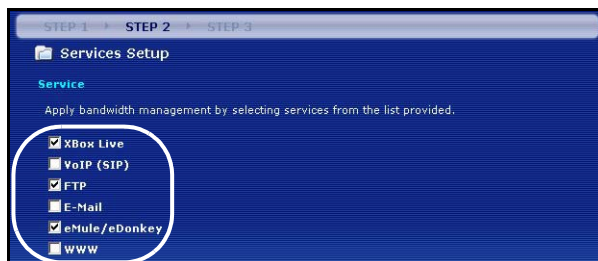 STEP 1 STEP 2 STEP 3
Services Setup
Service
Apply bandwidth management by selecting services from the list provided.
XBox Live
VoIP (SIP)
FTP
E-Mail
eMule/eDonkey
WWW